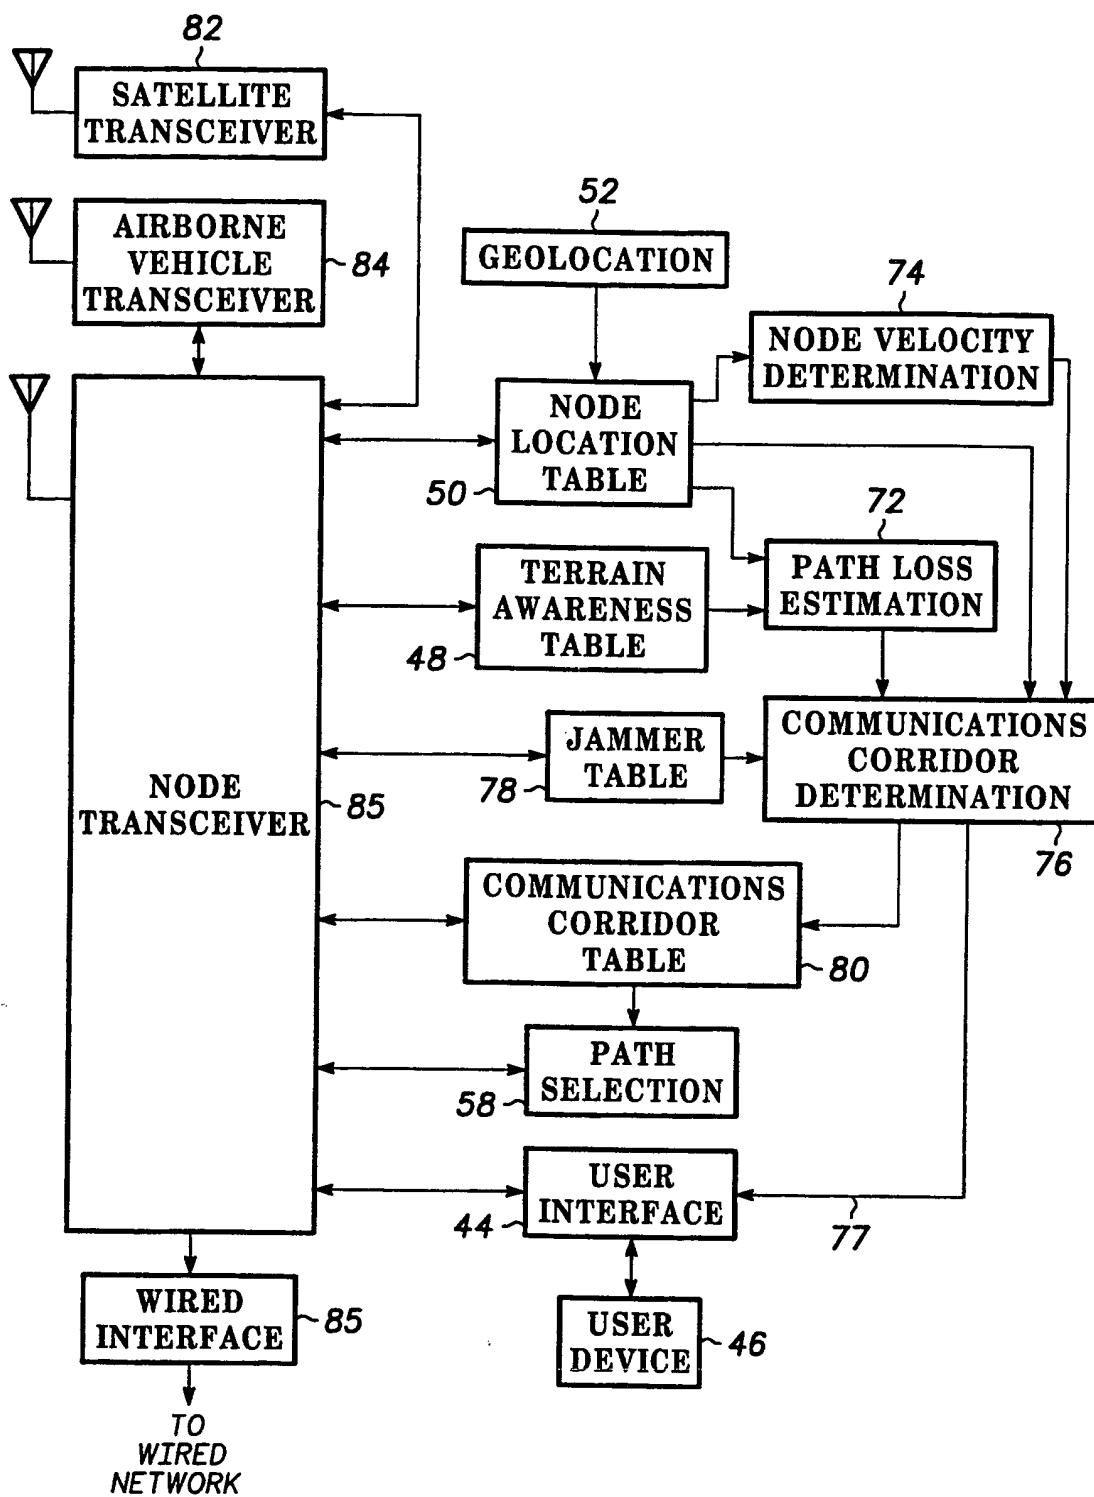 82
SATELLITE
TRANSCEIVER
AIRBORNE
VEHICLE
TRANSCEIVER
84
52
GEOLOCATION
74
NODE VELOCITY
DETERMINATION
NODE
LOCATION
TABLE
50
72
PATH LOSS
ESTIMATION
TERRAIN
AWARENESS
TABLE
48
COMMUNICATIONS
CORRIDOR
DETERMINATION
76
JAMMER
TABLE
78
NODE
TRANSCEIVER
85
COMMUNICATIONS
CORRIDOR
TABLE
80
PATH
SELECTION
58
USER
INTERFACE
44
77
WIRED
INTERFACE
85
USER
DEVICE
46
TO
WIRED
NETWORK